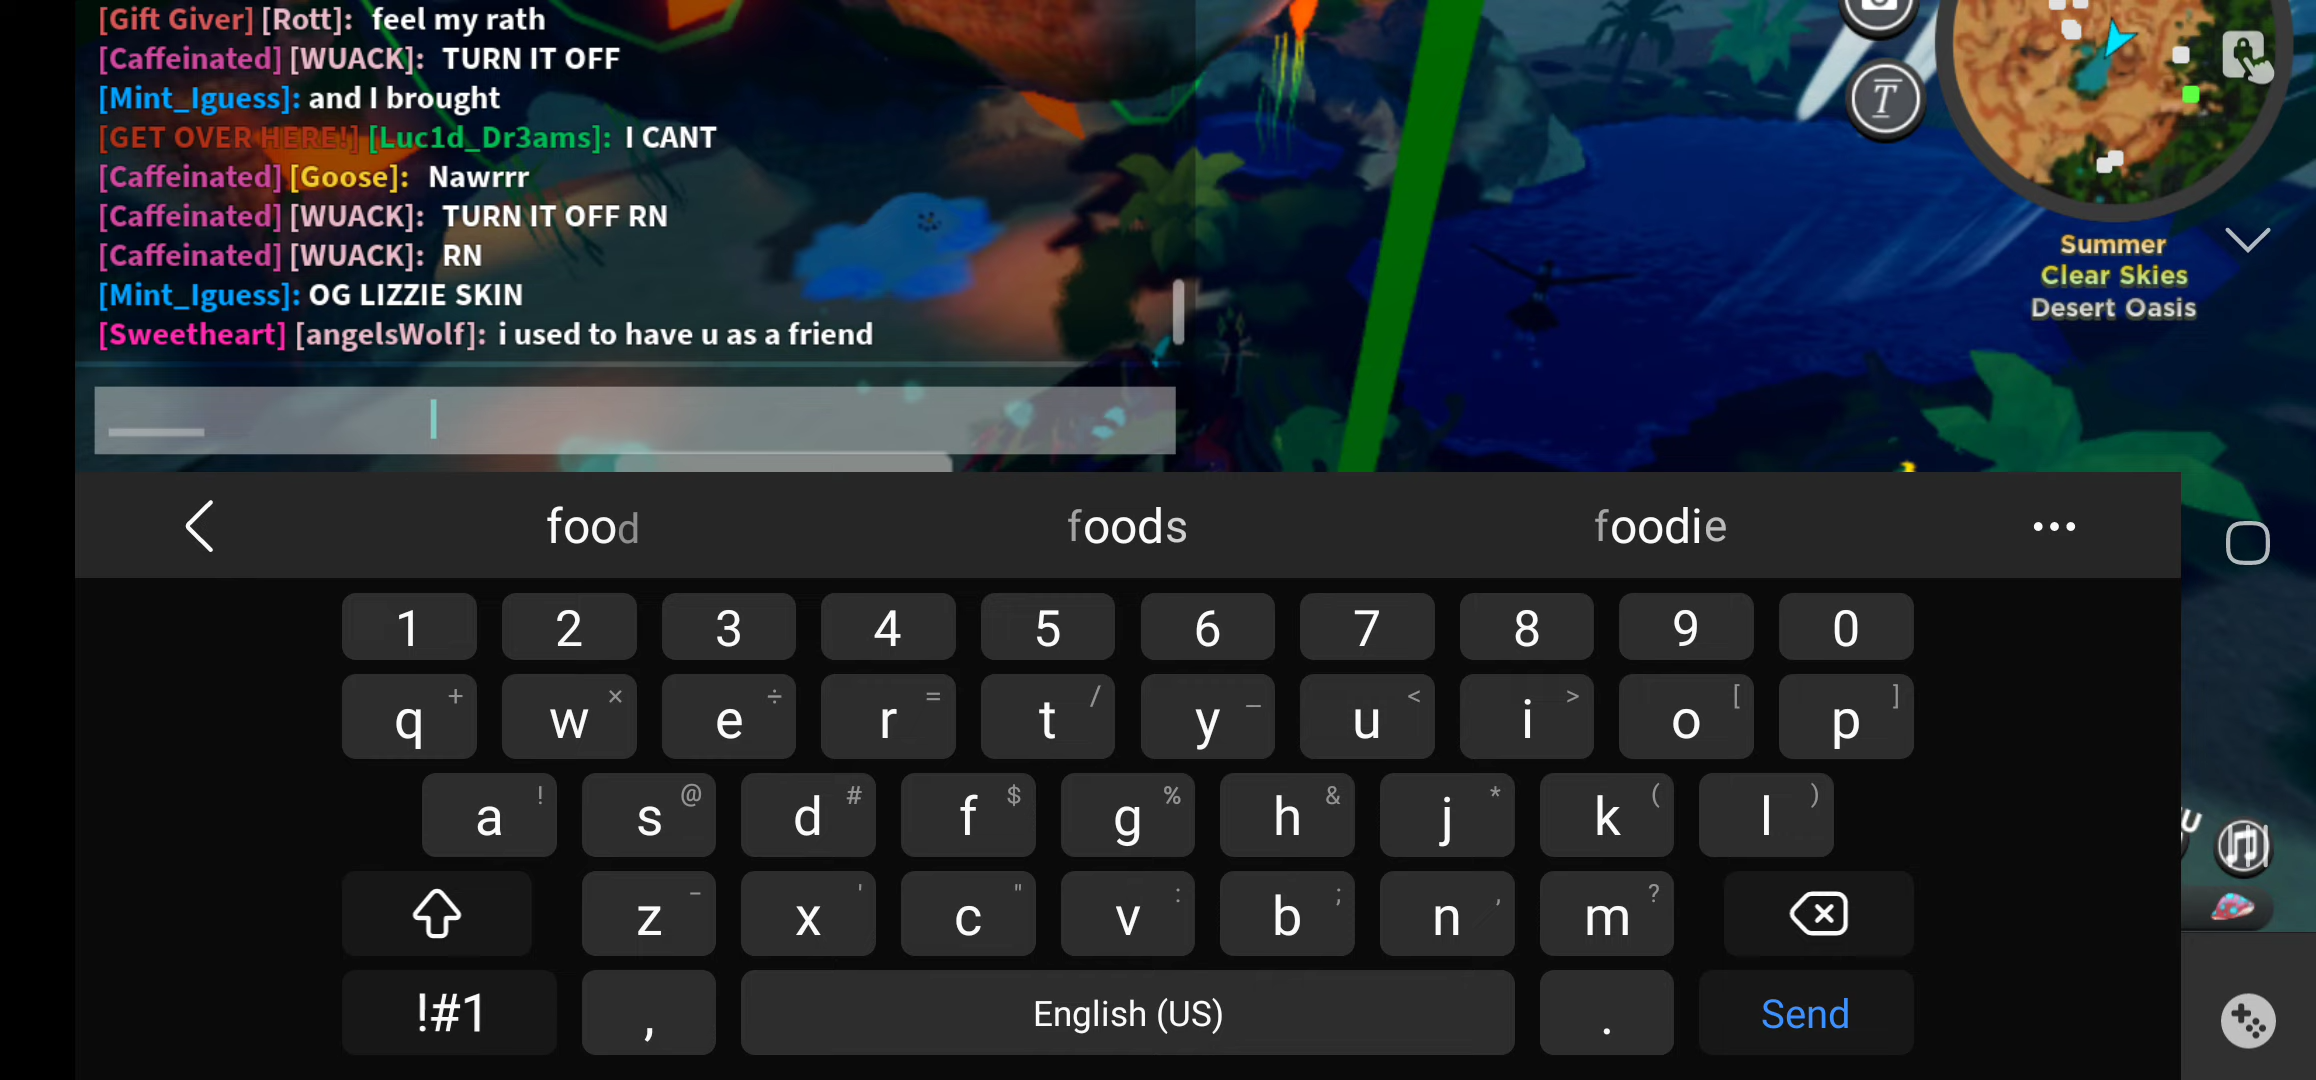 [Gift Giver] [Rott]: feel my rath
[Caffeinated] [WUACK]: TURN IT OFF
[Mint_Iguess]: and I brought
[GET OVER HERE!] [Luc1d_Dr3ams]: I CANT
[Caffeinated] [Goose]: Nawrrr
[Caffeinated] [WUACK]: TURN IT OFF RN
[Caffeinated] [WUACK]: RN
[Mint_Iguess]: OG LIZZIE SKIN
[Sweetheart] [angelsWolf]: i used to have u as a friend
T
Summer
Clear Skies
Desert Oasis
food foods foodie ...
1 2 3 4 5 6 7 8 9 0
q + w × e ÷ r = t / y _ u < i > o [ p ]
a ! s @ d # f $ g % h & j * k ( l )
z - x ' c " v : b ; n , m ?
!#1 , English (US) . Send